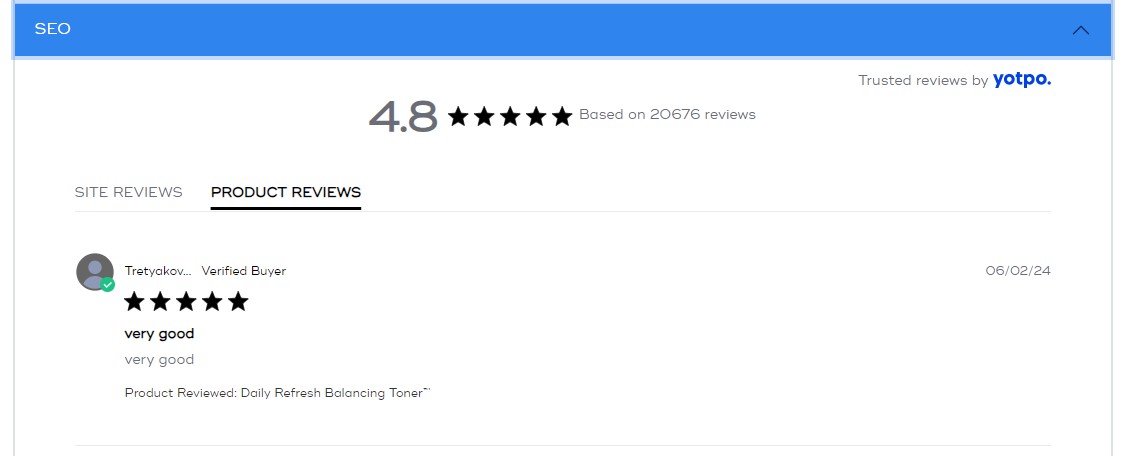 SEO
Trusted reviews by yotpo.
4.8 Based on 20676 reviews
SITE REVIEWS PRODUCT REVIEWS
Tretyakov... Verified Buyer 06/02/24
very good
very good
Product Reviewed: Daily Refresh Balancing Toner™